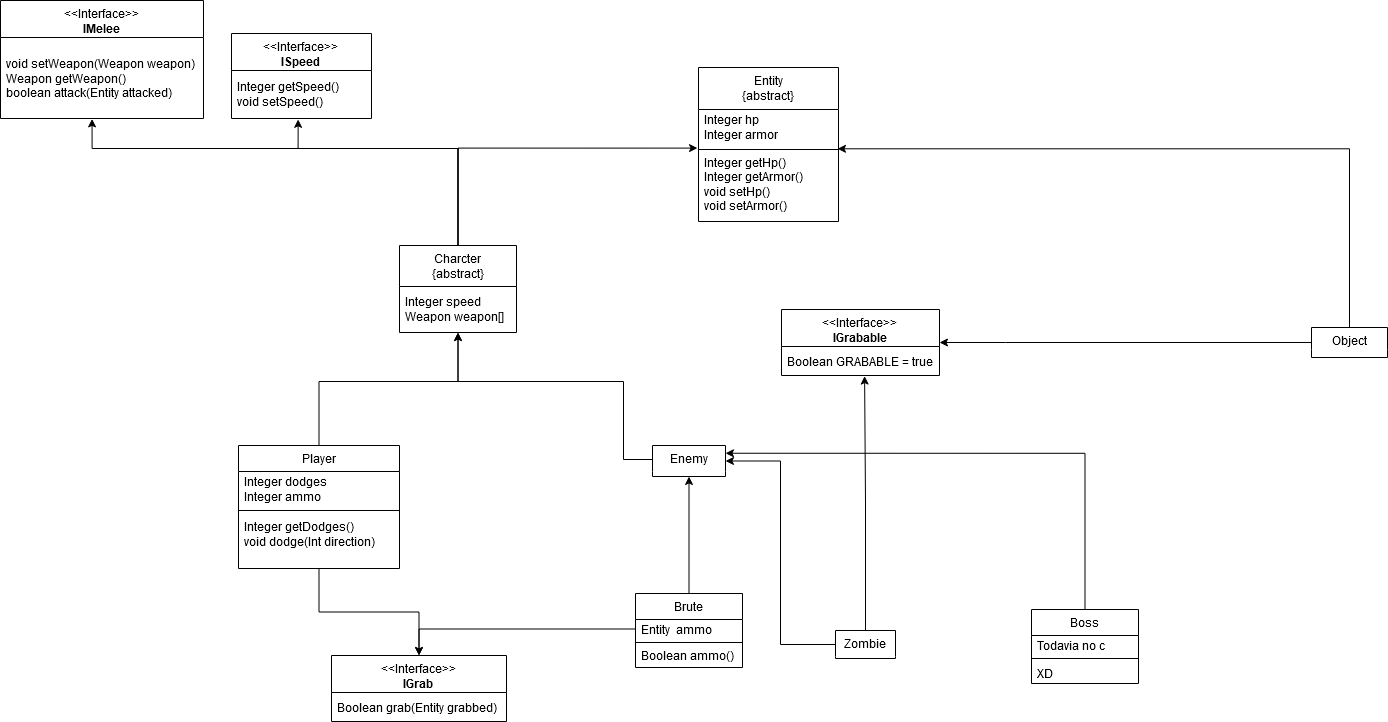 <<Interface>>
IMelee
void setWeapon(Weapon weapon)
Weapon getWeapon()
boolean attack(Entity attacked)
<<Interface>>
ISpeed
Integer getSpeed()
void setSpeed()
Entity
{abstract}
Integer hp
Integer armor
Integer getHp()
Integer getArmor()
void setHp()
void setArmor()
Charcter
{abstract}
Integer speed
Weapon weapon[]
<<Interface>>
IGrabable
Boolean GRABABLE = true
Object
Player
Integer dodges
Integer ammo
Integer getDodges()
void dodge(Int direction)
Enemy
Brute
Entity ammo
Boolean ammo()
Zombie
Boss
Todavia no c
XD
<<Interface>>
IGrab
Boolean grab(Entity grabbed)